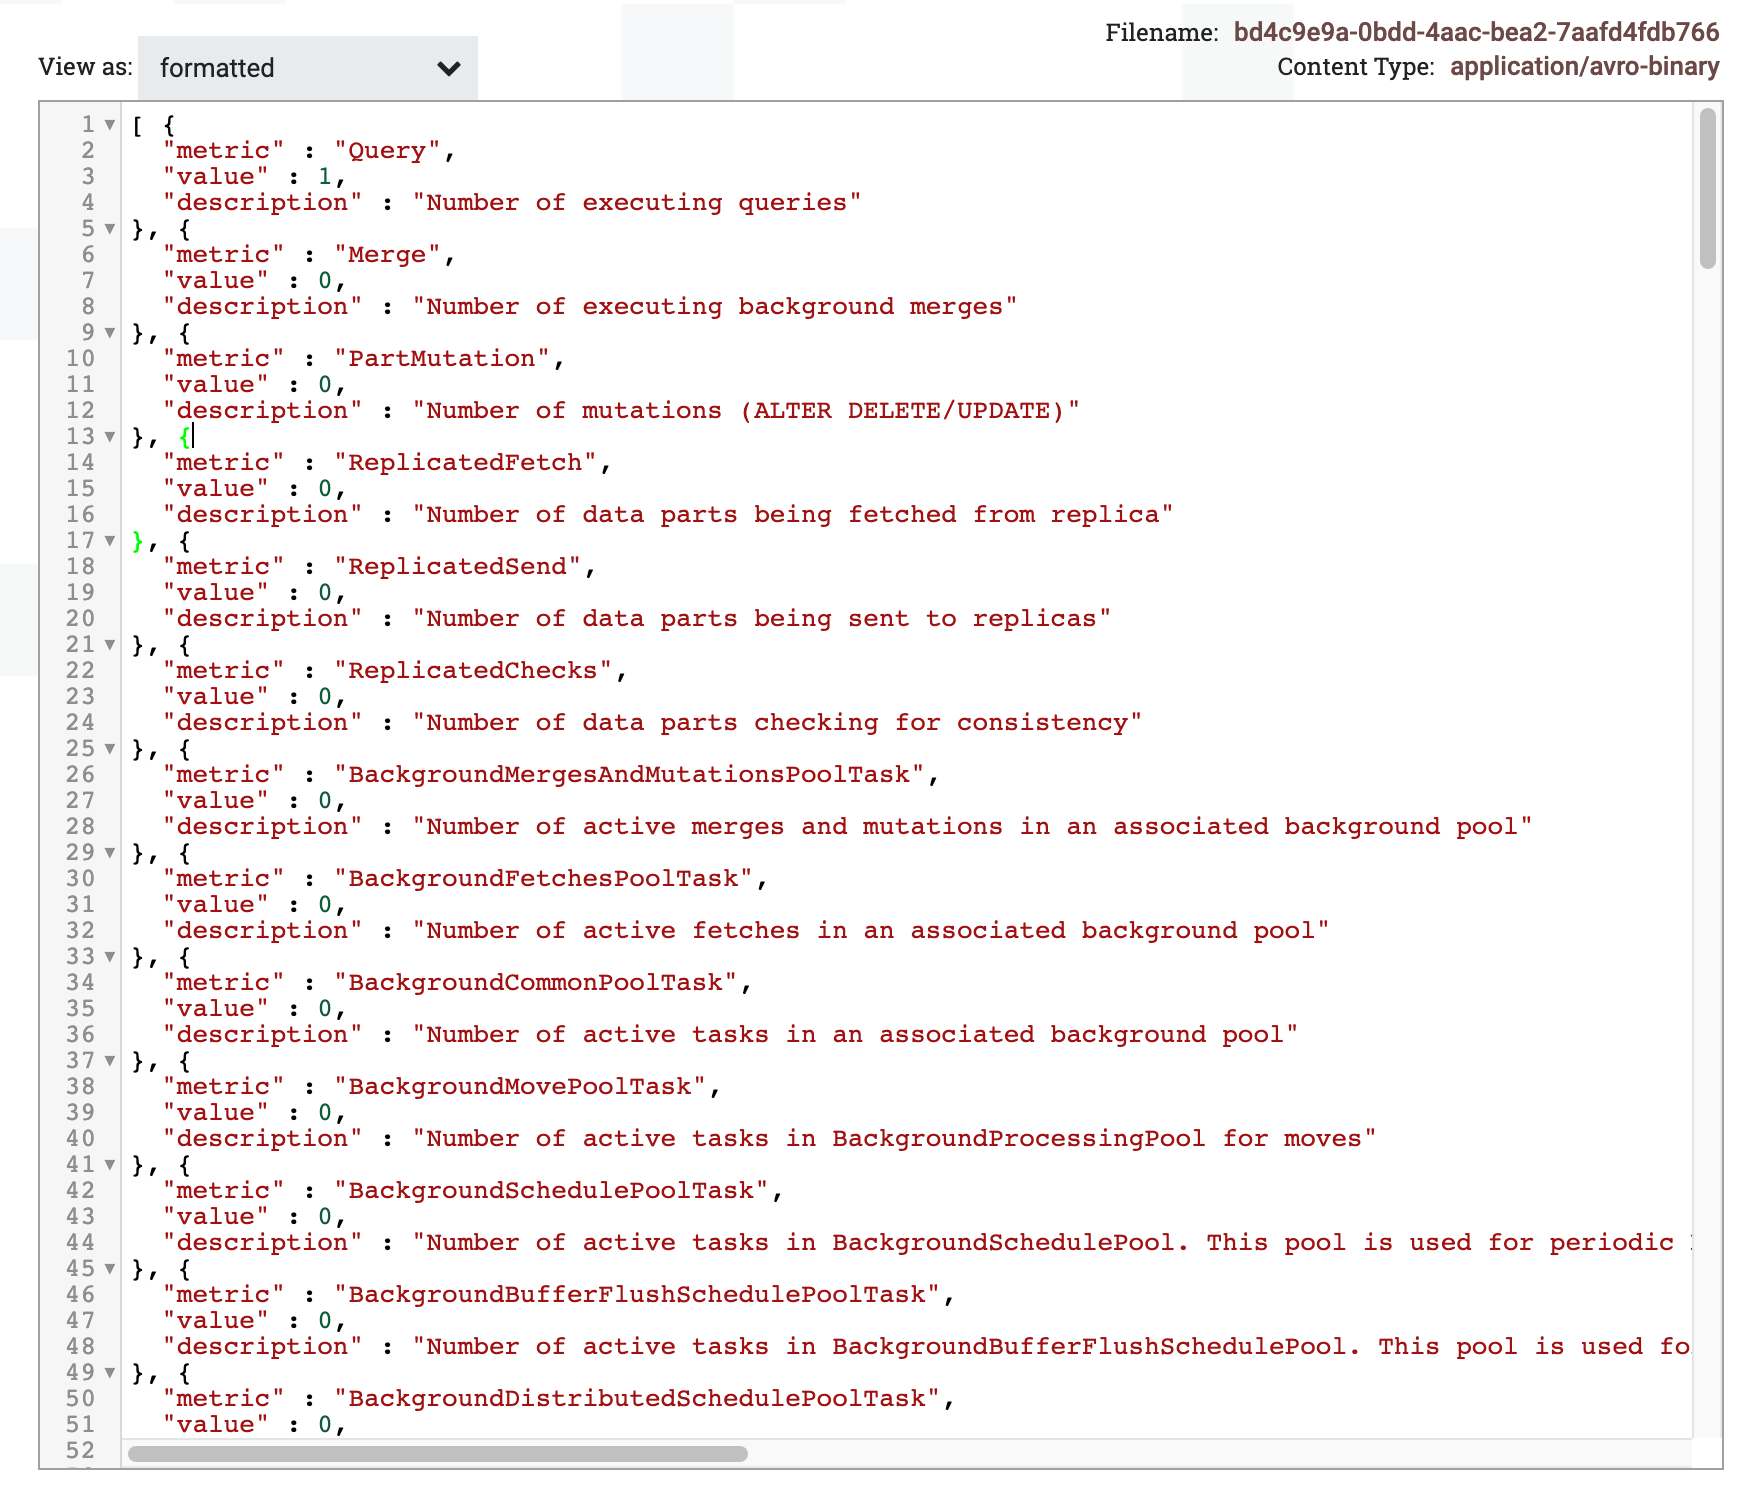 Filename: bd4c9e9a-0bdd-4aac-bea2-7aafd4fdb766
View as: formatted
Content Type: application/avro-binary
1 [ {
2 "metric" : "Query",
3 "value" : 1,
4 "description" : "Number of executing queries"
5 }, {
6 "metric" : "Merge",
7 "value" : 0,
8 "description" : "Number of executing background merges"
9 }, {
10 "metric" : "PartMutation",
11 "value" : 0,
12 "description" : "Number of mutations (ALTER DELETE/UPDATE)"
13 }, {
14 "metric" : "ReplicatedFetch",
15 "value" : 0,
16 "description" : "Number of data parts being fetched from replica"
17 }, {
18 "metric" : "ReplicatedSend",
19 "value" : 0,
20 "description" : "Number of data parts being sent to replicas"
21 }, {
22 "metric" : "ReplicatedChecks",
23 "value" : 0,
24 "description" : "Number of data parts checking for consistency"
25 }, {
26 "metric" : "BackgroundMergesAndMutationsPoolTask",
27 "value" : 0,
28 "description" : "Number of active merges and mutations in an associated background pool"
29 }, {
30 "metric" : "BackgroundFetchesPoolTask",
31 "value" : 0,
32 "description" : "Number of active fetches in an associated background pool"
33 }, {
34 "metric" : "BackgroundCommonPoolTask",
35 "value" : 0,
36 "description" : "Number of active tasks in an associated background pool"
37 }, {
38 "metric" : "BackgroundMovePoolTask",
39 "value" : 0,
40 "description" : "Number of active tasks in BackgroundProcessingPool for moves"
41 }, {
42 "metric" : "BackgroundSchedulePoolTask",
43 "value" : 0,
44 "description" : "Number of active tasks in BackgroundSchedulePool. This pool is used for periodic
45 }, {
46 "metric" : "BackgroundBufferFlushSchedulePoolTask",
47 "value" : 0,
48 "description" : "Number of active tasks in BackgroundBufferFlushSchedulePool. This pool is used fo
49 }, {
50 "metric" : "BackgroundDistributedSchedulePoolTask",
51 "value" : 0,
52